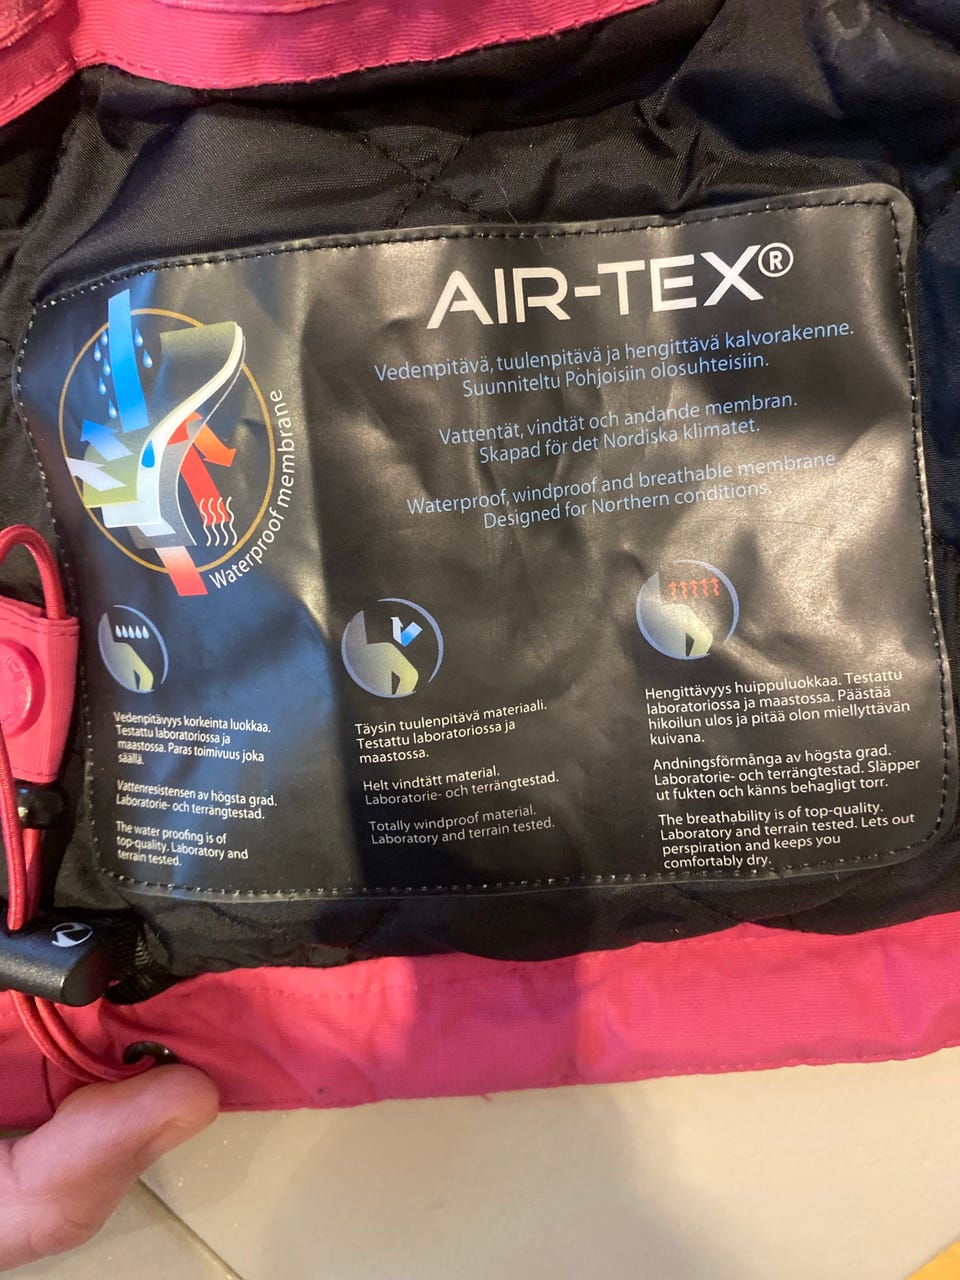 AIR-TEX®
Vedenpitävä, tuulenpitävä ja hengittävä kalvorakenne.
Suunniteltu Pohjoisiin olosuhteisiin.
Vattentät, vindtät och andande membran.
Skapad för det Nordiska klimatet.
Waterproof, windproof and breathable membrane.
Designed for Northern conditions.
Waterproof membrane
Vedenpitävyys korkeinta luokkaa.
Testattu laboratoriossa ja
maastossa. Paras toimivuus joka
säällä.
Vattenresistensen av högsta grad.
Laboratorie- och terrängtestad.
The water proofing is of
top-quality. Laboratory and
terrain tested.
Täysin tuulenpitävä materiaali.
Testattu laboratoriossa ja
maastossa.
Helt vindtätt material.
Laboratorie- och terrängtestad.
Totally windproof material.
Laboratory and terrain tested.
Hengittävyys huippuluokkaa. Testattu
laboratoriossa ja maastossa. Päästää
hikoilun ulos ja pitää olon miellyttävän
kuivana.
Andningsförmånga av högsta grad.
Laboratorie- och terrängtestad. Släpper
ut fukten och känns behagligt torr.
The breathability is of top-quality.
Laboratory and terrain tested. Lets out
perspiration and keeps you
comfortably dry.